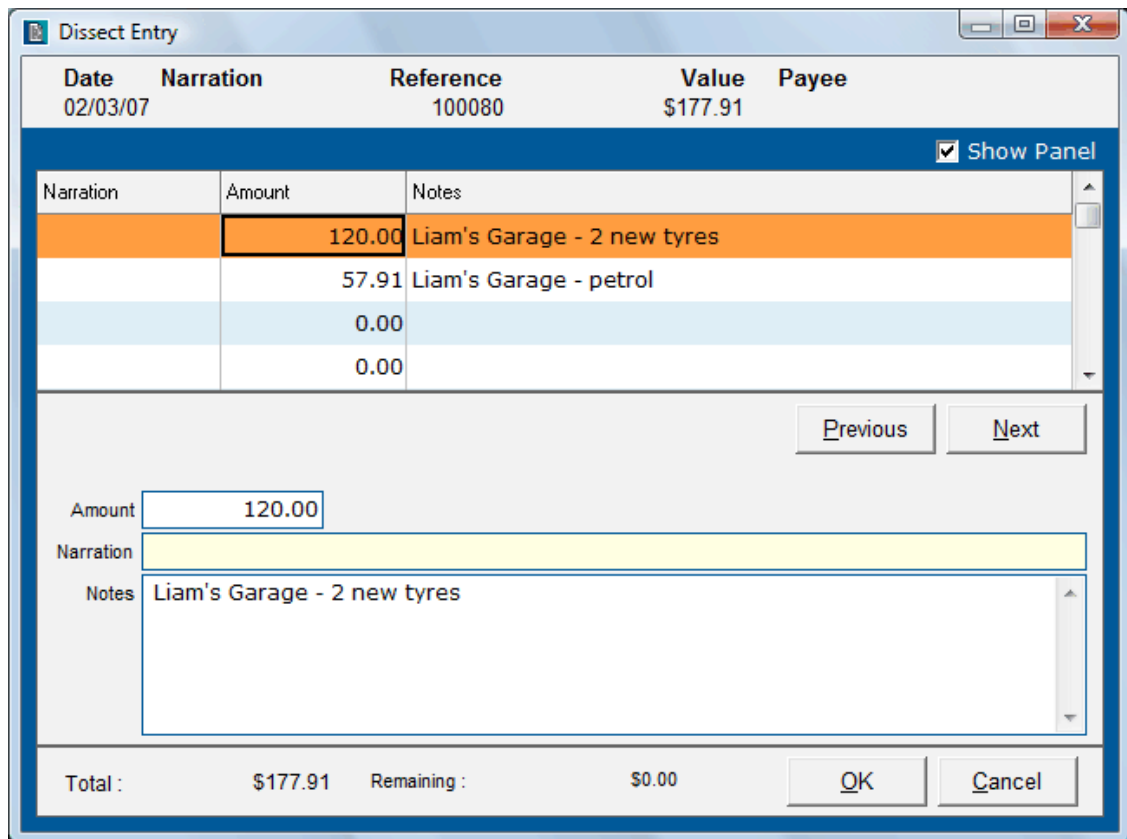 Dissect Entry
Date Narration Reference Value Payee
02/03/07 100080 $177.91
Show Panel
Narration Amount Notes
120.00 Liam's Garage - 2 new tyres
57.91 Liam's Garage - petrol
0.00
0.00
Previous Next
Amount 120.00
Narration
Notes Liam's Garage - 2 new tyres
Total : $177.91 Remaining : $0.00 OK Cancel